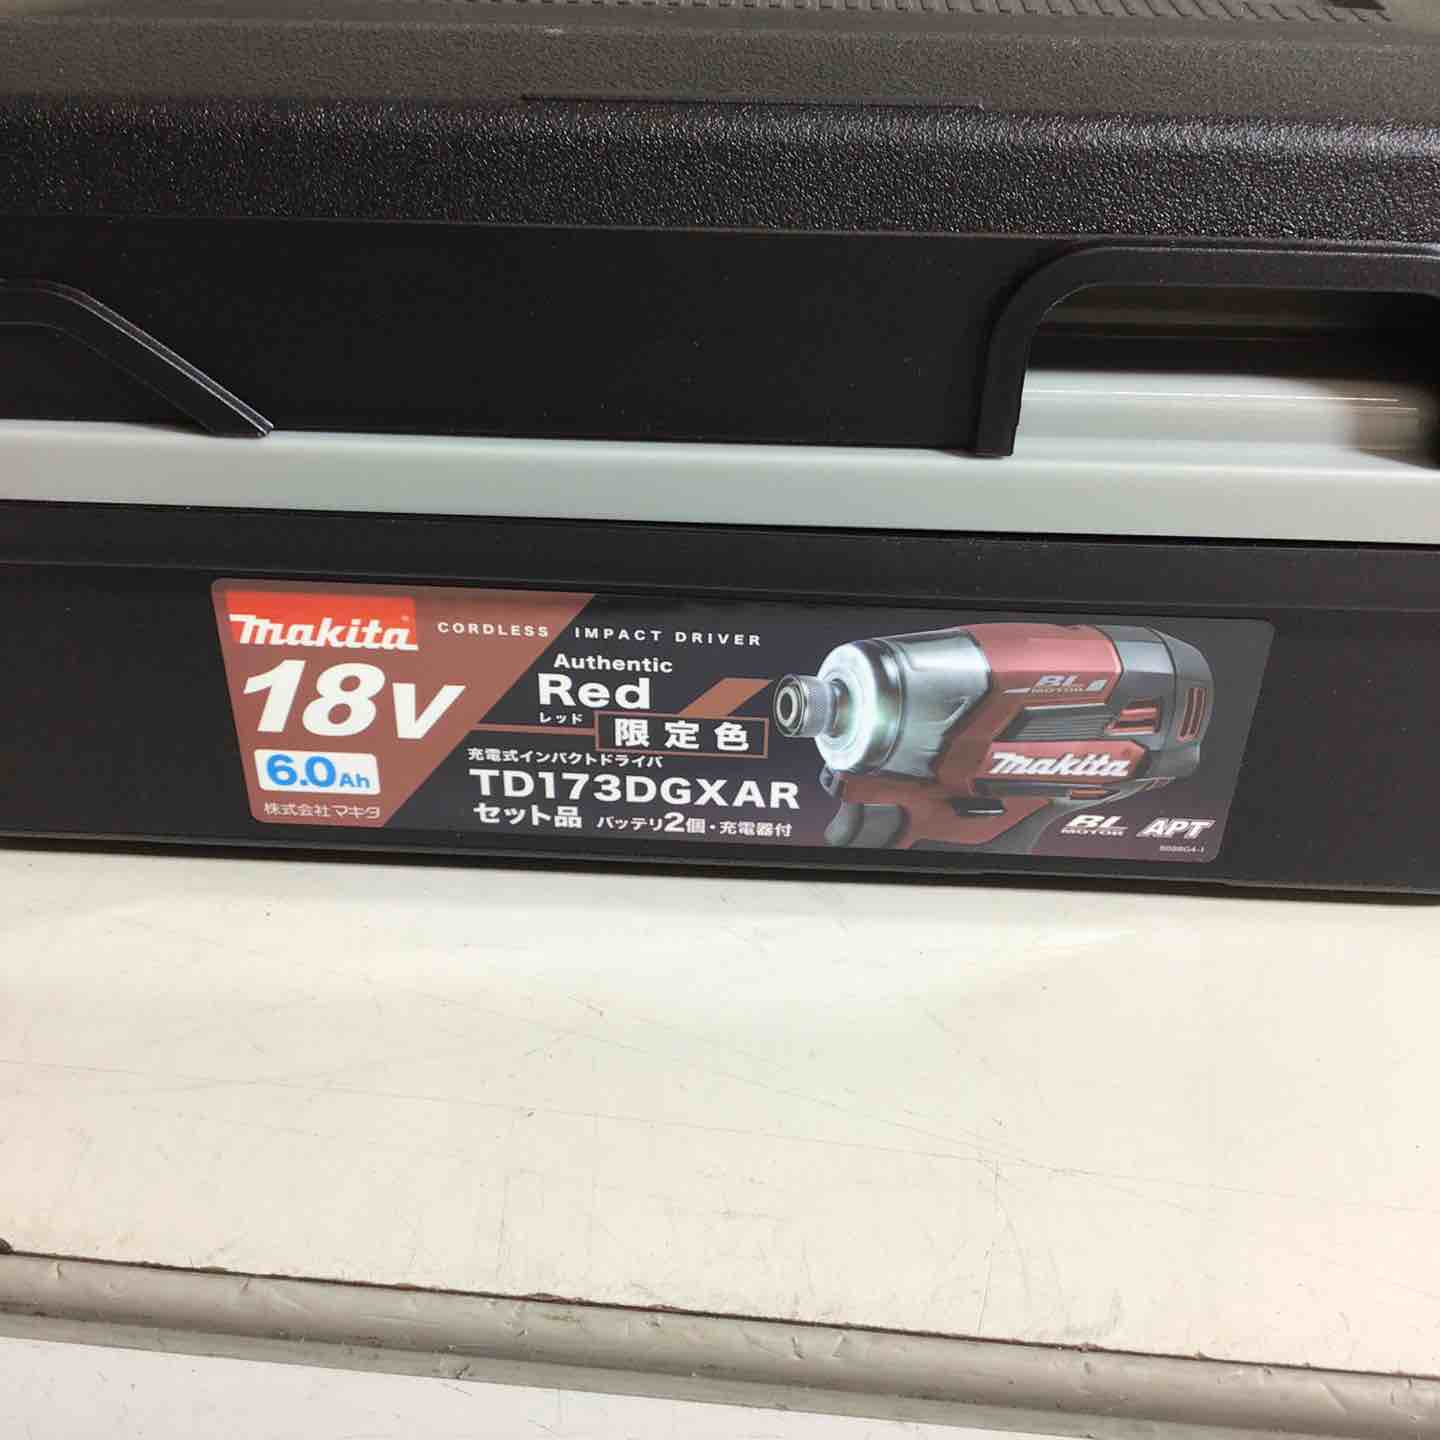 makita CORDLESS IMPACT DRIVER
18V
6.0Ah
株式会社マキタ
Authentic
Red
レッド
限定色
充電式インパクトドライバ
TD173DGXAR
セット品 バッテリ2個・充電器付
BL
MOTOR
makita
BL
MOTOR
APT